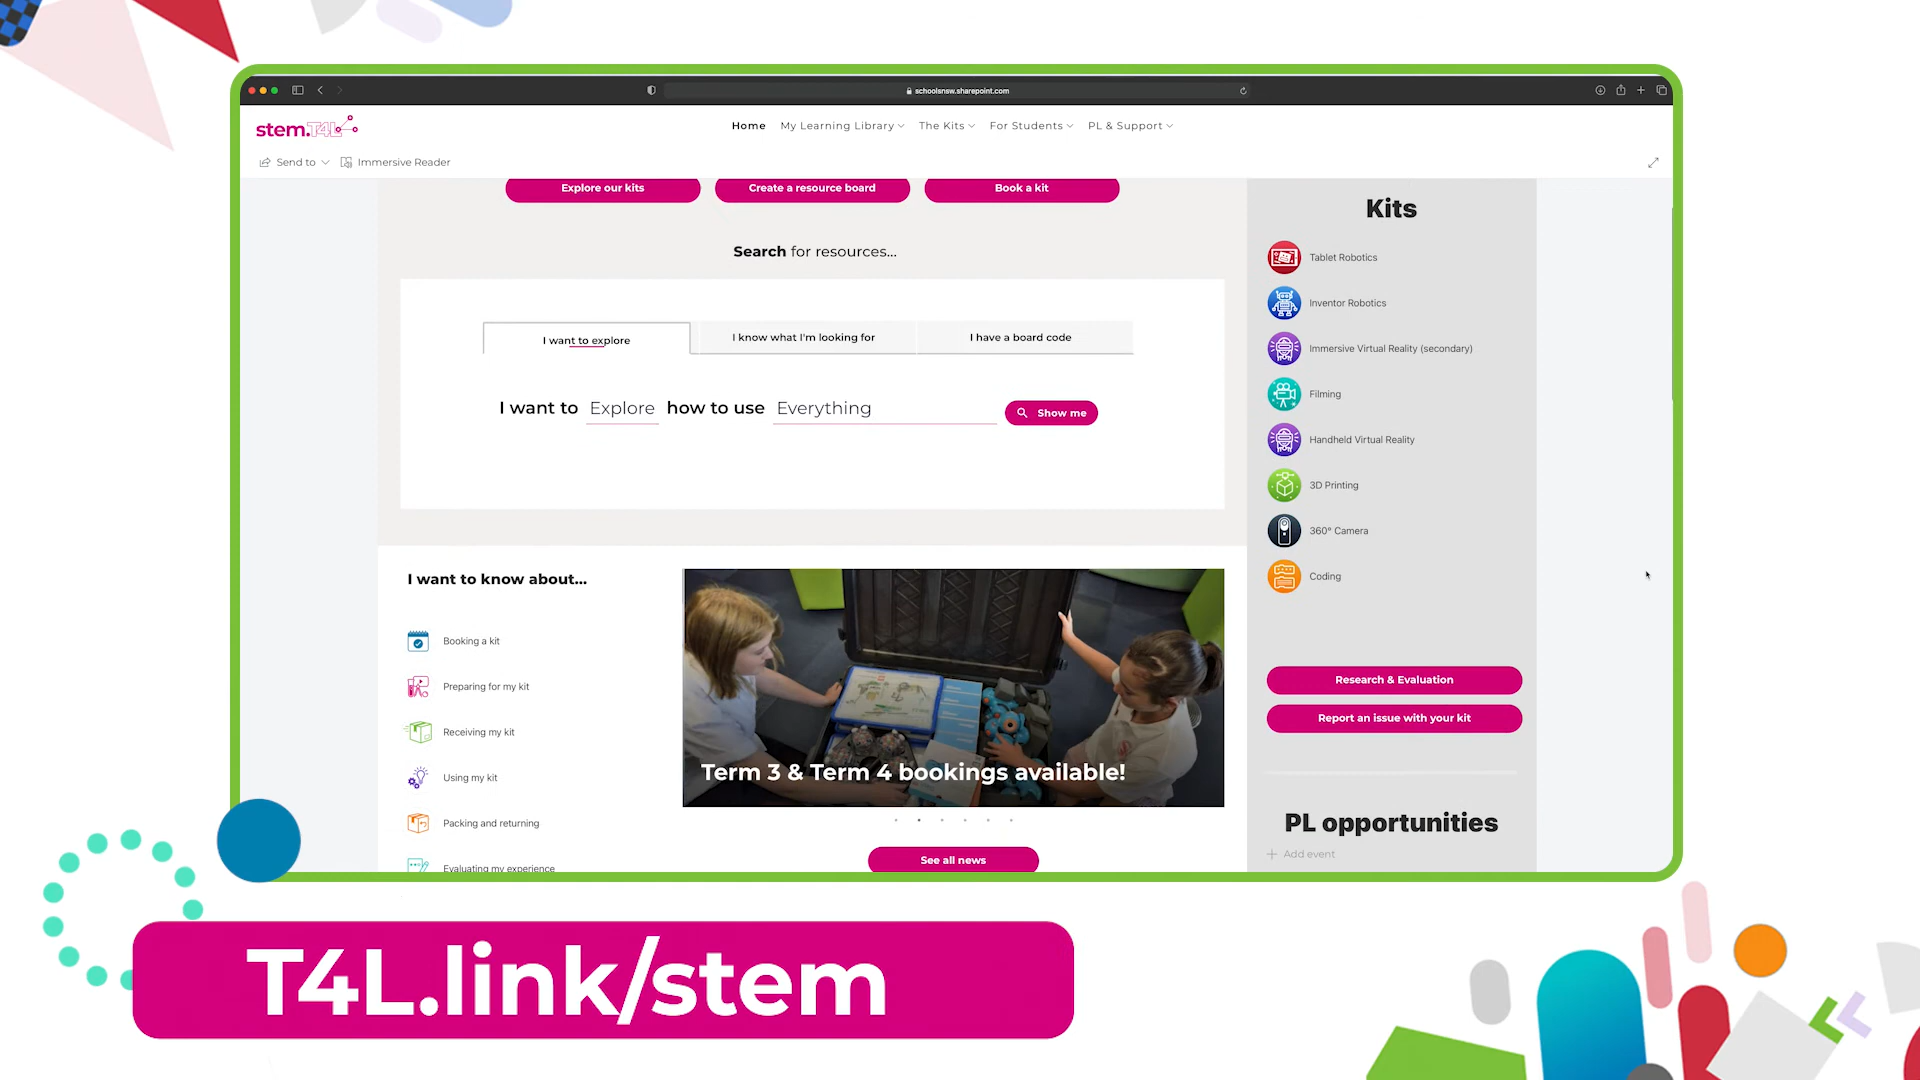 schoolsnsw.sharepoint.com
stem.T4L
Home My Learning Library The Kits For Students PL & Support
Send to Immersive Reader
Explore our kits Create a resource board Book a kit
Search for resources...
I want to explore I know what I'm looking for I have a board code
I want to Explore how to use Everything Show me
I want to know about...
Booking a kit
Preparing for my kit
Receiving my kit
Using my kit
Packing and returning
Evaluating my experience
Term 3 & Term 4 bookings available!
See all news
Kits
Tablet Robotics
Inventor Robotics
Immersive Virtual Reality (secondary)
Filming
Handheld Virtual Reality
3D Printing
360° Camera
Coding
Research & Evaluation
Report an issue with your kit
PL opportunities
Add event
T4L.link/stem